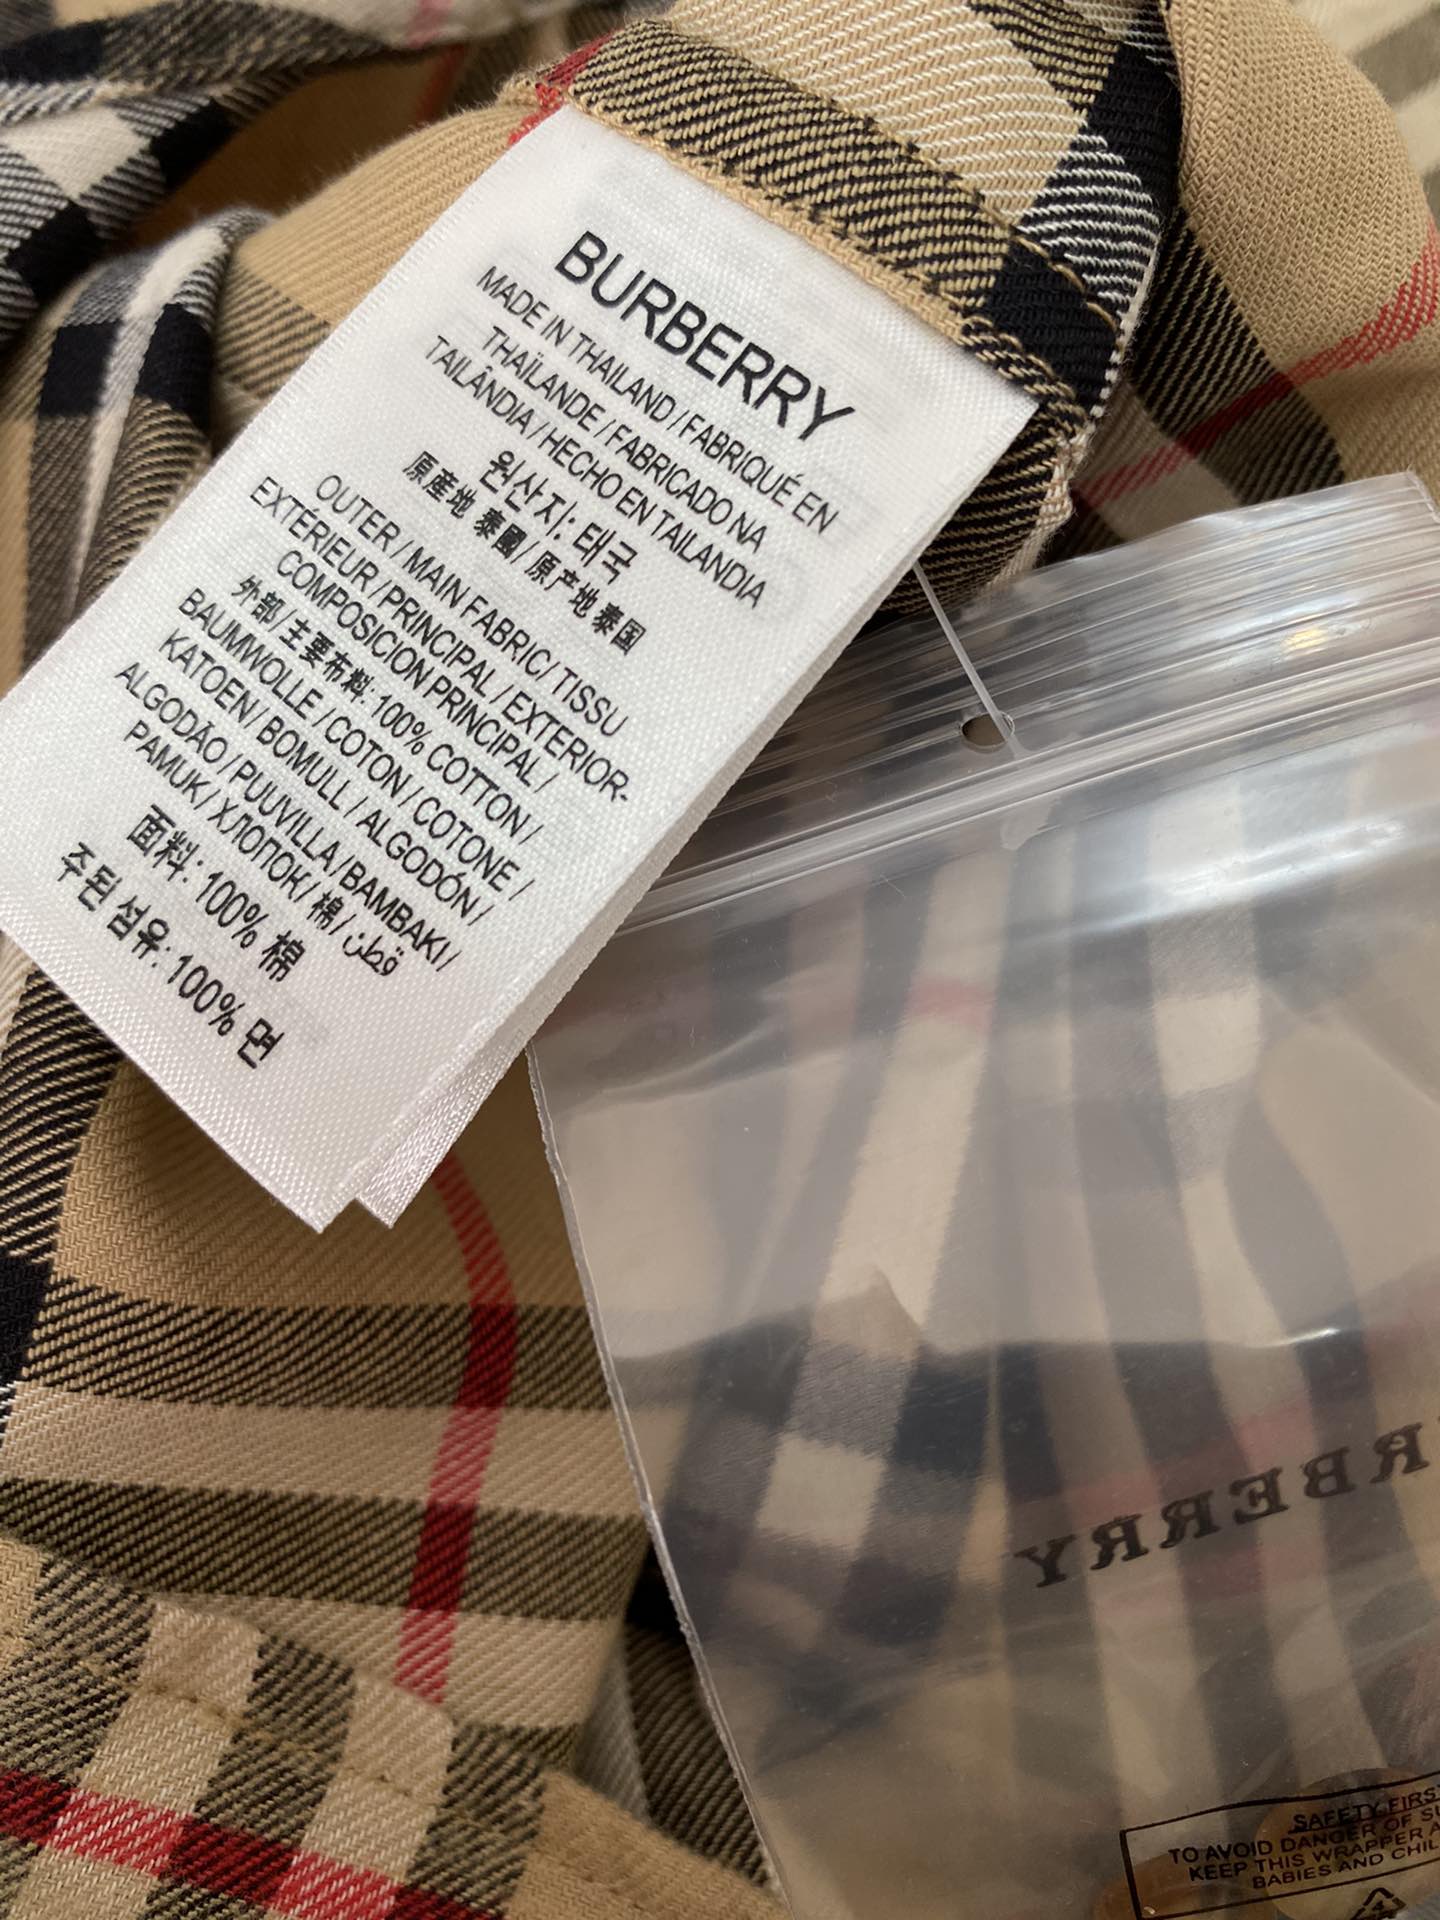 BURBERRY
MADE IN THAILAND / FABRIQUÉ EN
THAÏLANDE / FABRICADO NA
TAILÂNDIA / HECHO EN TAILANDIA
원산지: 태국
原產地 泰國/ 原产地 泰国
OUTER / MAIN FABRIC/ TISSU
EXTÉRIEUR / PRINCIPAL / EXTERIOR-
COMPOSICION PRINCIPAL /
外部/ 主要布料: 100% COTTON /
BAUMWOLLE / COTON / COTONE /
KATOEN/ BOMULL / ALGODÓN /
ALGODÃO / PUUVILLA / BAMBAKI /
PAMUK / ХЛОПОК/ 棉/ قطن
面料: 100% 棉
주된 섬유: 100% 면
RBERRY
SAFETY FIRS
TO AVOID DANGER OF SU
KEEP THIS WRAPPER A
BABIES AND CHIL
4